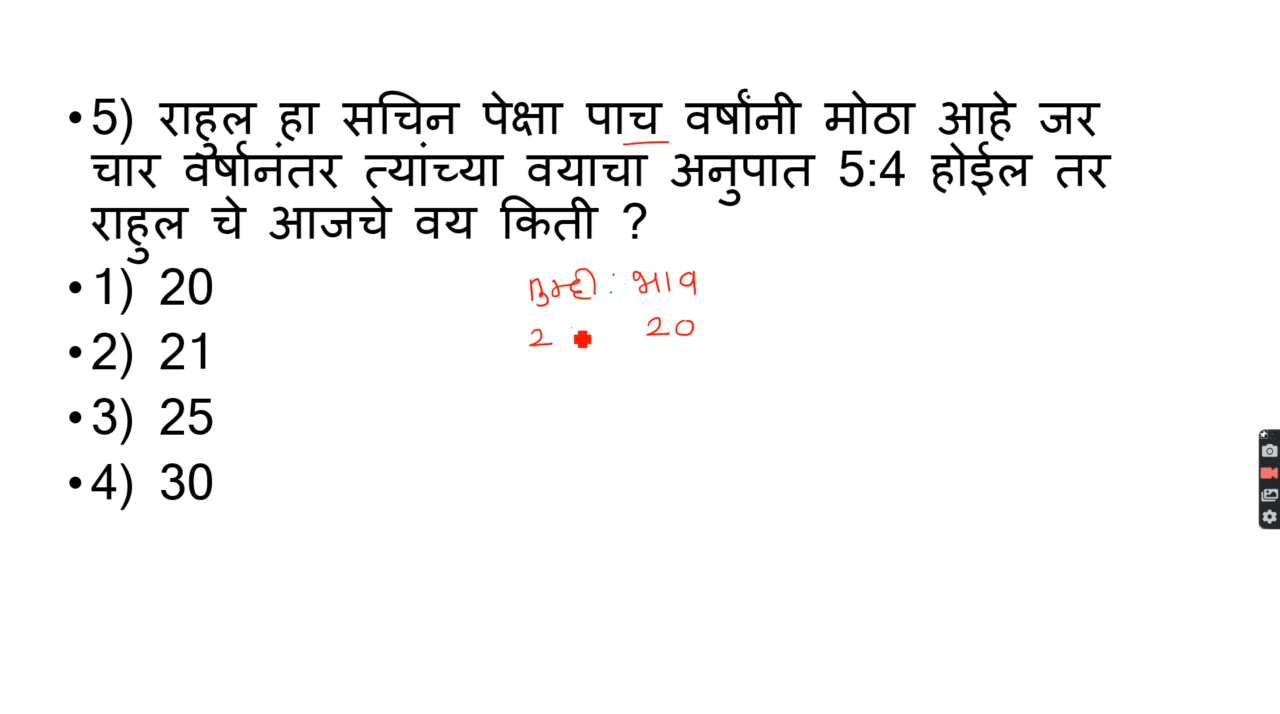 •5) राहुल हा सचिन पेक्षा पाच वर्षांनी मोठा आहे जर
चार वर्षानंतर त्यांच्या वयाचा अनुपात 5:4 होईल तर
राहुल चे आजचे वय किती ?
•1) 20
तुम्ही : भाव
•2) 21
2 20
•3) 25
•4) 30